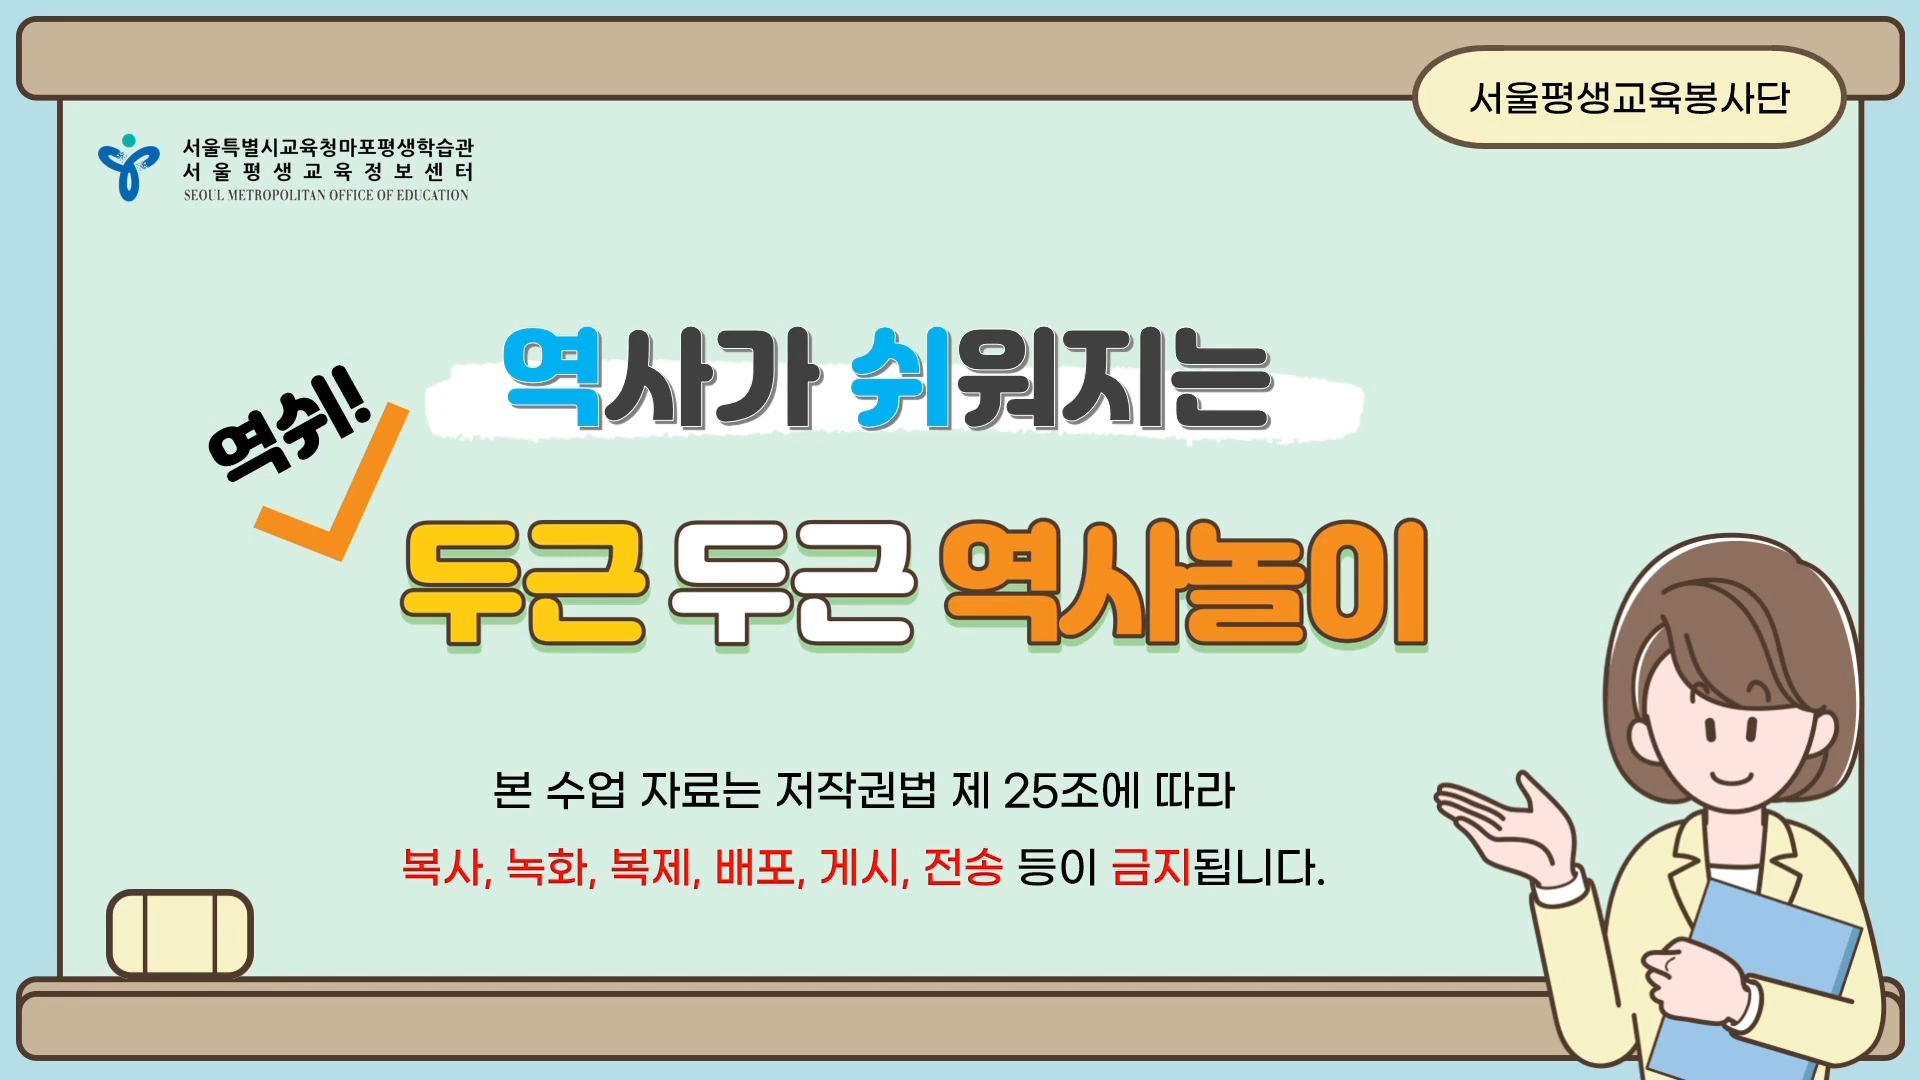 서울평생교육봉사단
서울특별시교육청마포평생학습관
서울평생교육정보센터
SEOUL METROPOLITAN OFFICE OF EDUCATION
역사가 쉬워지는
역쉬!
두근 두근 역사놀이
본 수업 자료는 저작권법 제 25조에 따라
복사, 녹화, 복제, 배포, 게시, 전송 등이 금지됩니다.